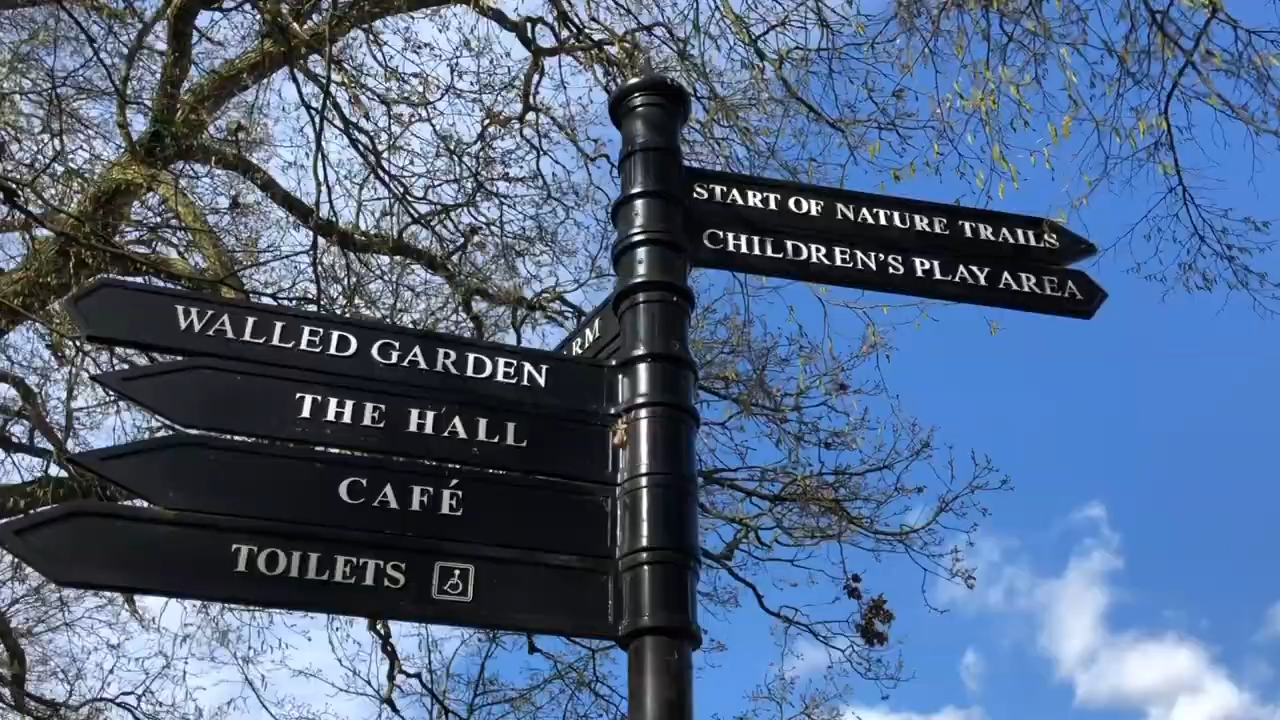 START OF NATURE TRAILS
CHILDREN'S PLAY AREA
WALLED GARDEN
THE HALL
CAFÉ
TOILETS